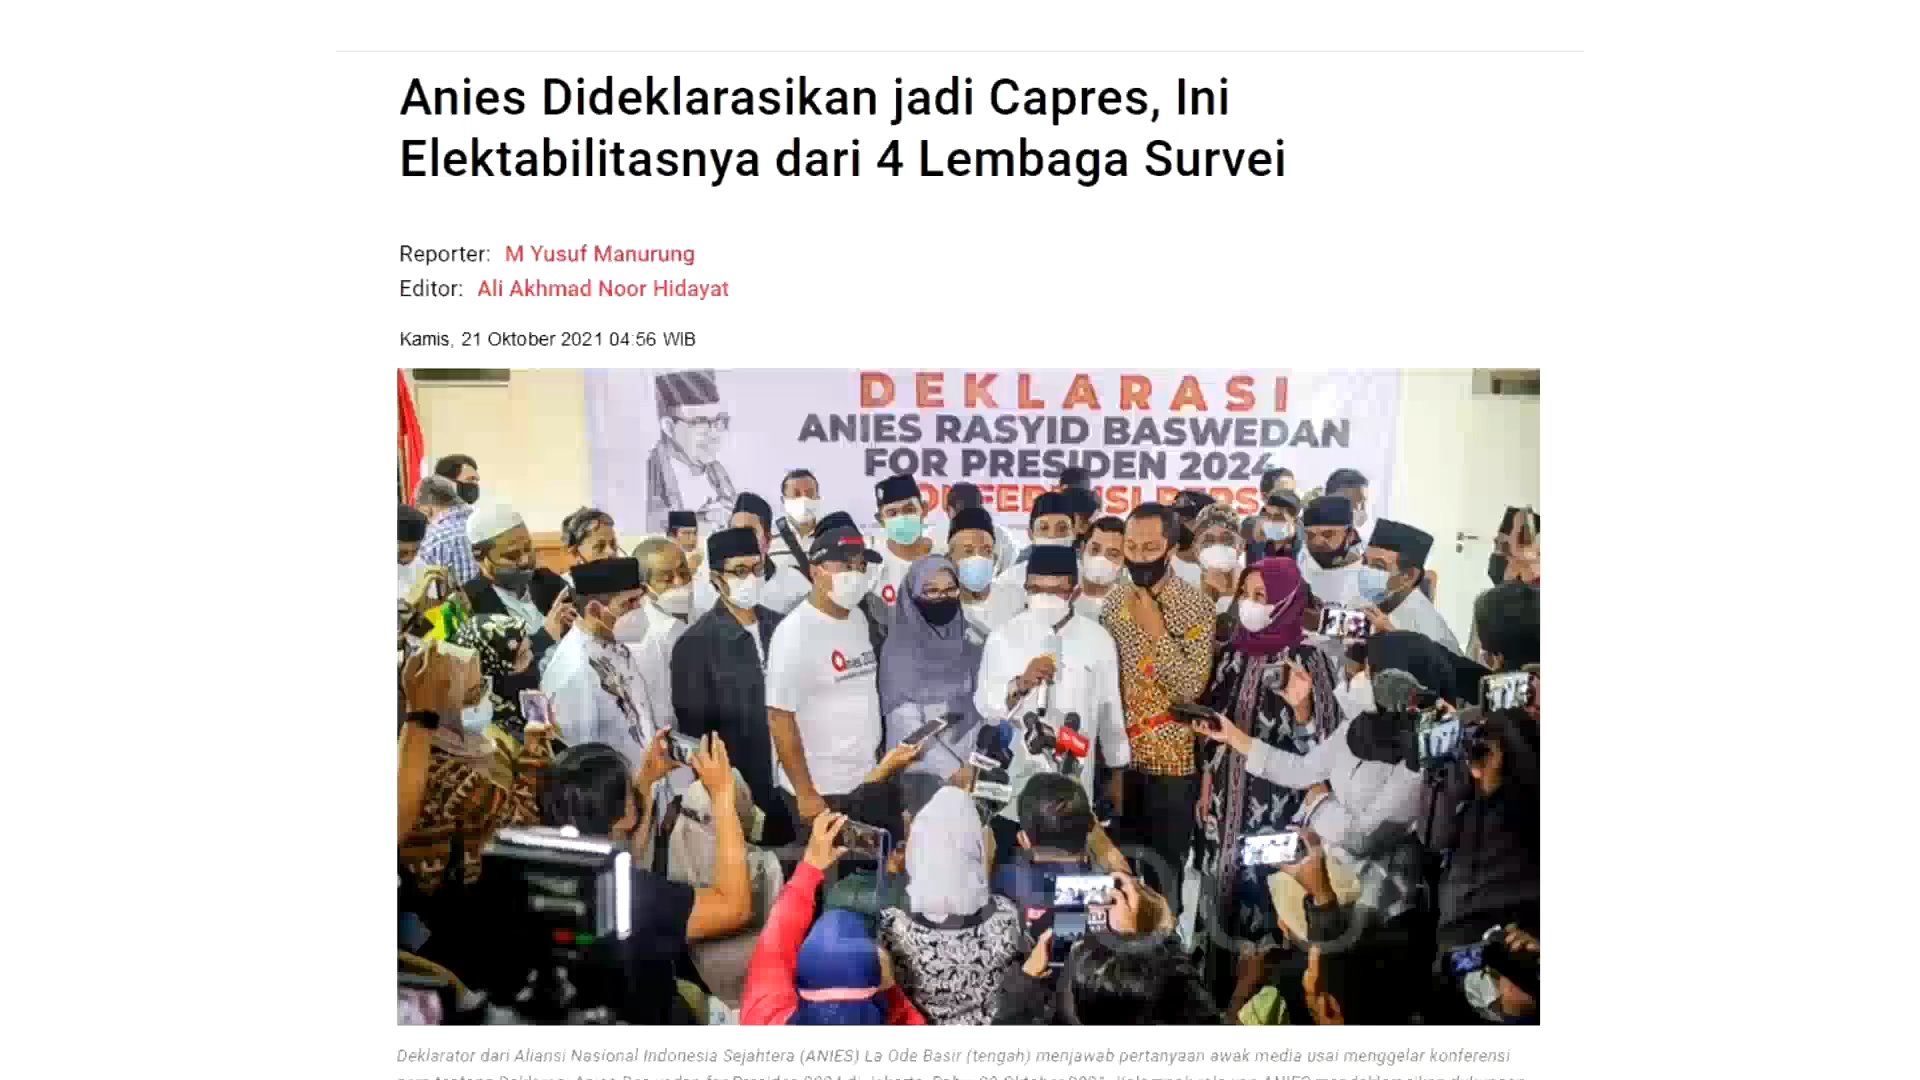 Anies Dideklarasikan jadi Capres, Ini
Elektabilitasnya dari 4 Lembaga Survei
Reporter: M Yusuf Manurung
Editor: Ali Akhmad Noor Hidayat
Kamis, 21 Oktober 2021 04:56 WIB
DEKLARASI
ANIES RASYID BASWEDAN
FOR PRESIDEN 2024
Deklarator dari Aliansi Nasional Indonesia Sejahtera (ANIES) La Ode Basir (tengah) menjawab pertanyaan awak media usai menggelar konferensi